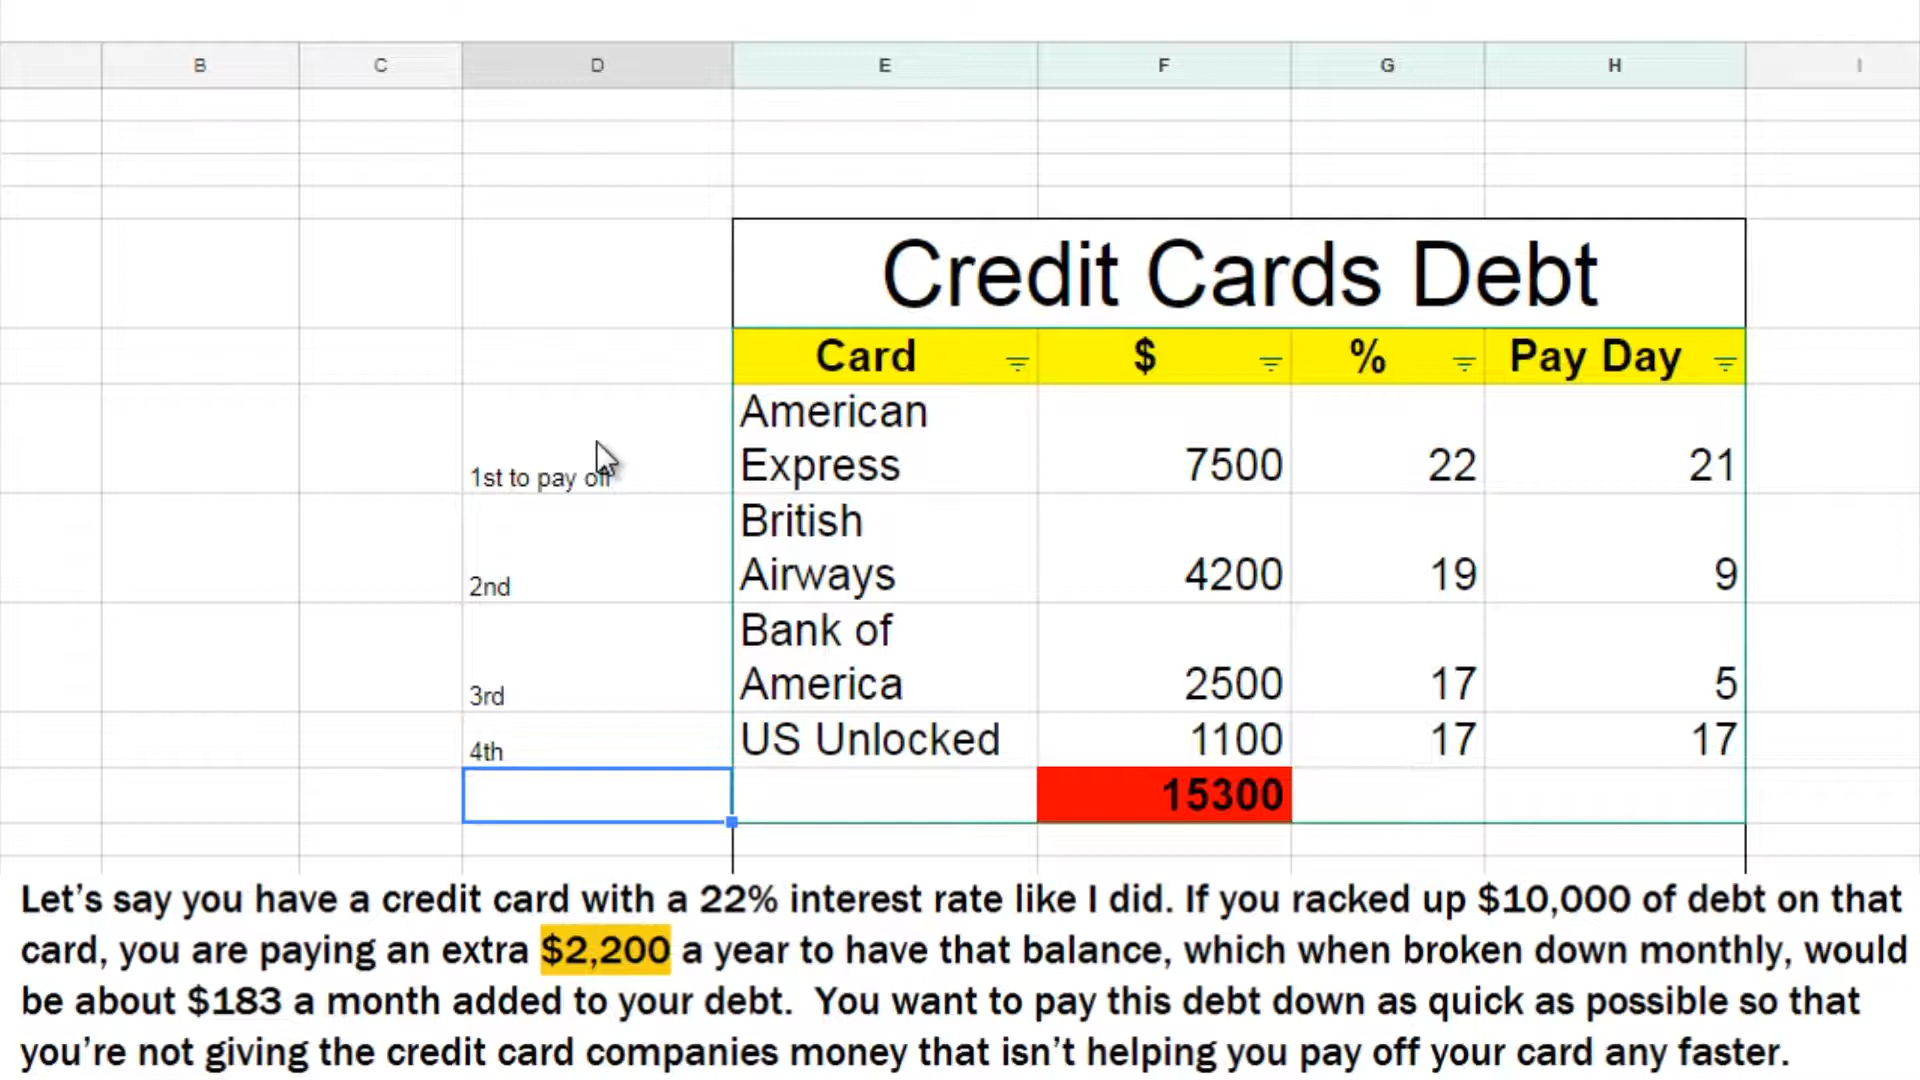 B C D E F G H I
Credit Cards Debt
Card $ % Pay Day
American
1st to pay off Express 7500 22 21
British
2nd Airways 4200 19 9
Bank of
3rd America 2500 17 5
4th US Unlocked 1100 17 17
15300
Let's say you have a credit card with a 22% interest rate like I did. If you racked up $10,000 of debt on that
card, you are paying an extra $2,200 a year to have that balance, which when broken down monthly, would
be about $183 a month added to your debt.  You want to pay this debt down as quick as possible so that
you're not giving the credit card companies money that isn't helping you pay off your card any faster.